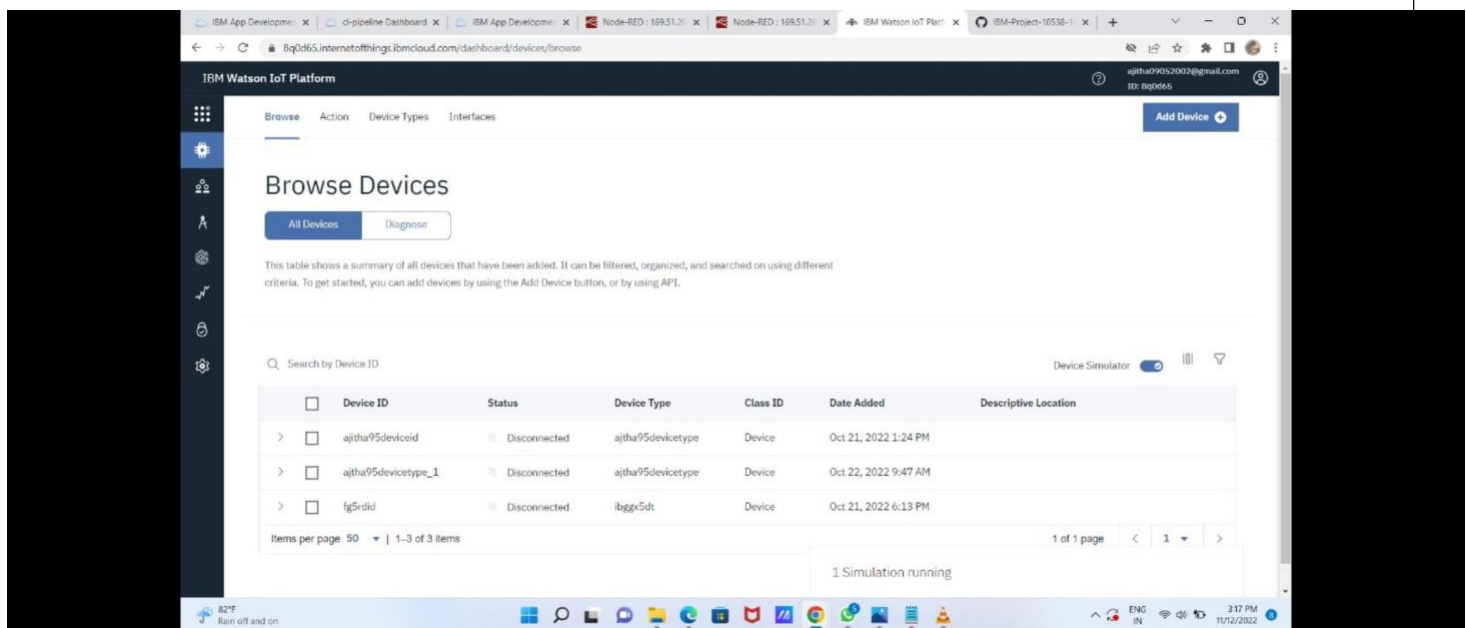 IBM App Developmer
ci-pipeline Dashboard
IBM App Developmer
Node-RED : 169.51.20
Node-RED : 169.51.20
IBM Watson IoT Platf
IBM-Project-10538-1
8q0d65.internetofthings.ibmcloud.com/dashboard/devices/browse
IBM Watson IoT Platform
ajitha09052002@gmail.com
ID: 8q0d65
Browse Action Device Types Interfaces
Add Device
Browse Devices
All Devices Diagnose
This table shows a summary of all devices that have been added. It can be filtered, organized, and searched on using different
criteria. To get started, you can add devices by using the Add Device button, or by using API.
Search by Device ID
Device Simulator
Device ID Status Device Type Class ID Date Added Descriptive Location
ajitha95deviceid Disconnected ajtha95devicetype Device Oct 21, 2022 1:24 PM
ajtha95devicetype_1 Disconnected ajtha95devicetype Device Oct 22, 2022 9:47 AM
fg5rdid Disconnected ibggx5dt Device Oct 21, 2022 6:13 PM
Items per page 50 | 1–3 of 3 items
1 of 1 page 1
1 Simulation running
82°F
Rain off and on
ENG
IN
3:17 PM
11/12/2022